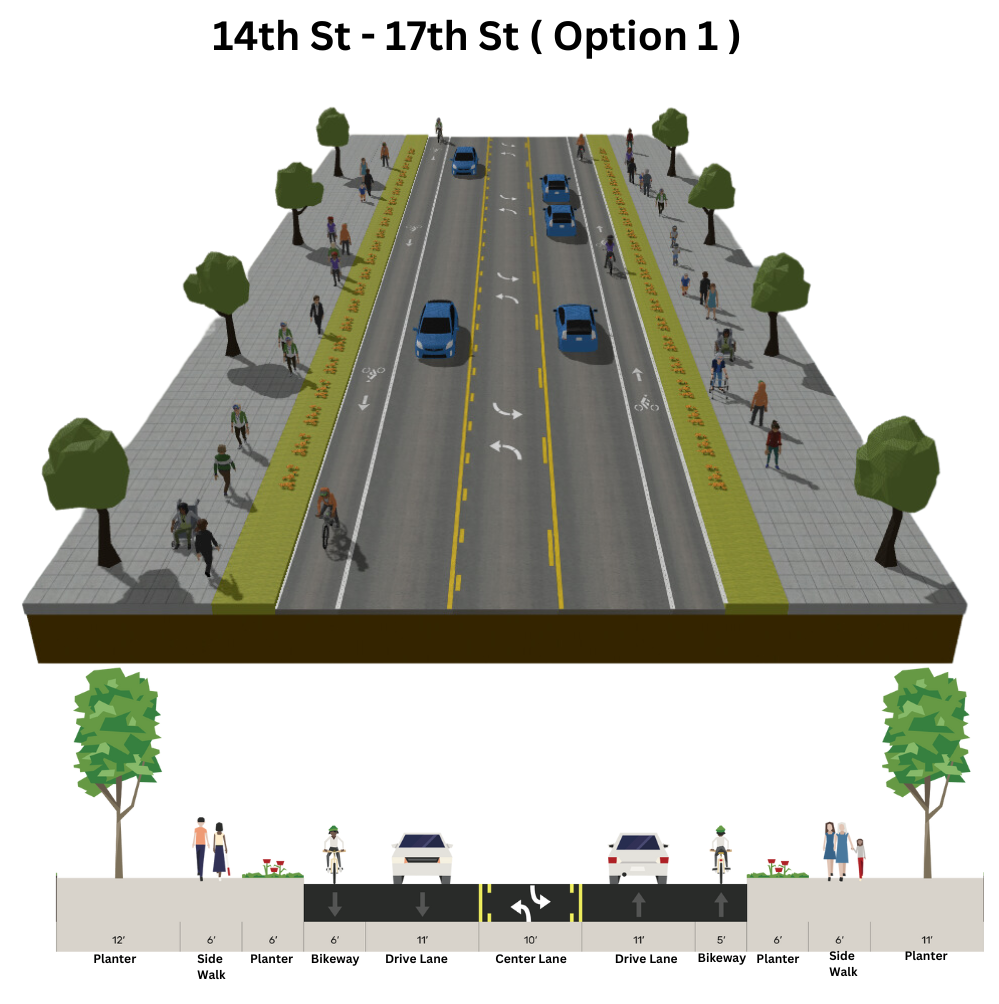 14th St - 17th St ( Option 1 )
12′ 6′ 6′ 6′ 11′ 10′ 11′ 5′ 6′ 6′ 11′
Planter Side Walk Planter Bikeway Drive Lane Center Lane Drive Lane Bikeway Planter Side Walk Planter